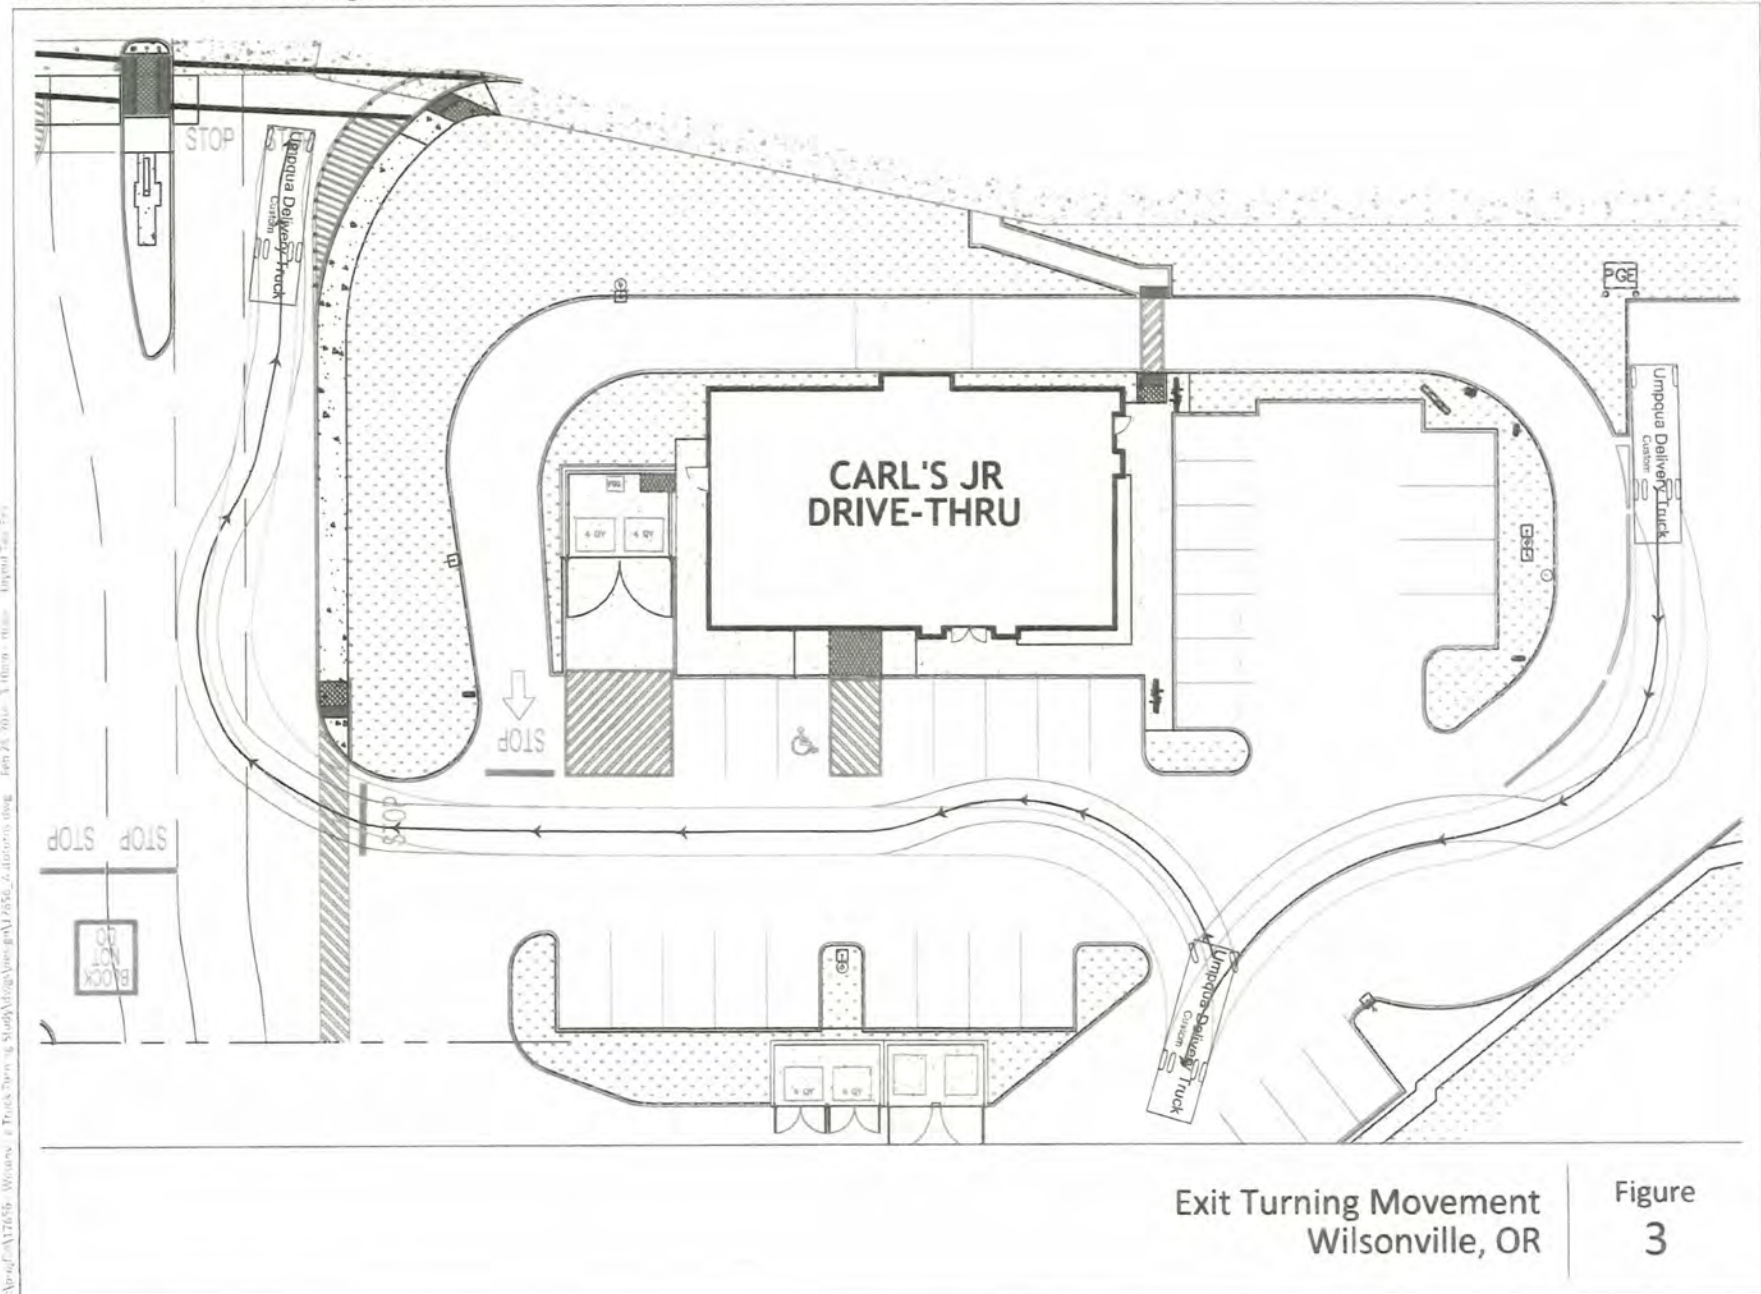 STOP
STOP
Umpqua Delivery Truck
Custom
PGE
Umpqua Delivery Truck
Custom
CARL'S JR
DRIVE-THRU
STOP
STOP
STOP STOP
DO
NOT
BLOCK
Umpqua Delivery Truck
Custom
Exit Turning Movement
Wilsonville, OR
Figure
3